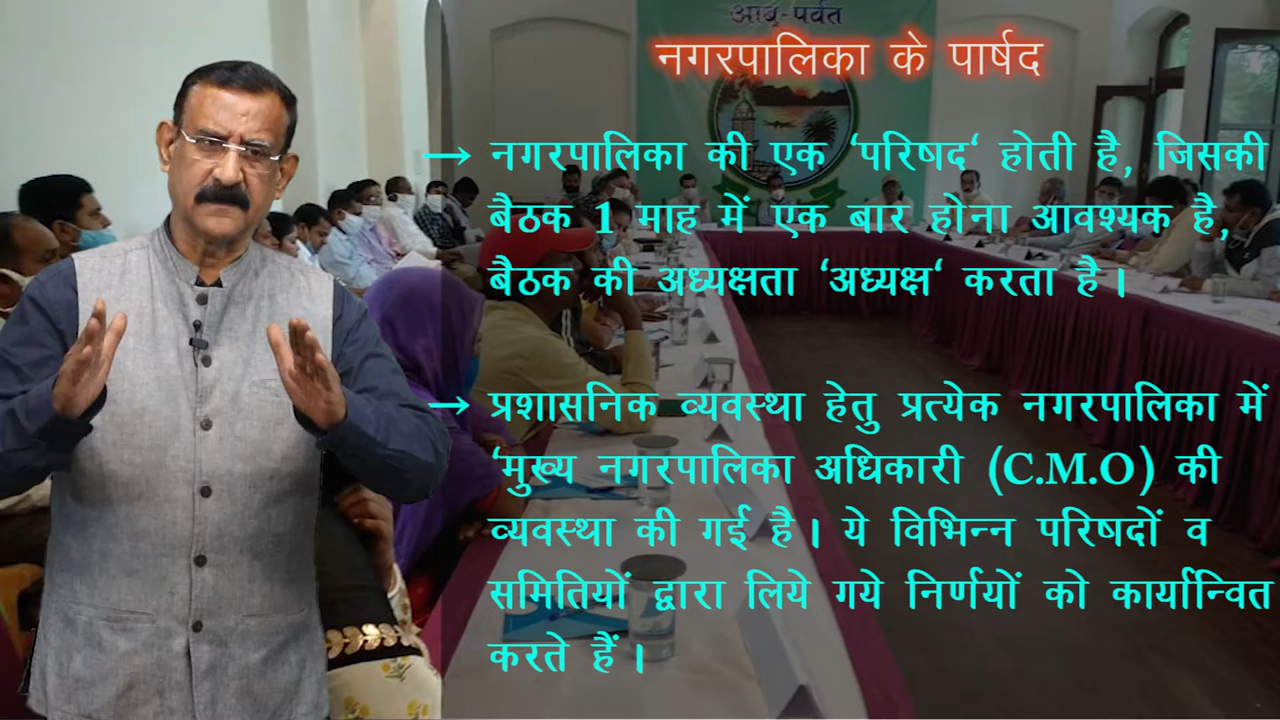 आबू-पर्वत
नगरपालिका के पार्षद
→ नगरपालिका की एक ‘परिषद‘ होती है, जिसकी
बैठक 1 माह में एक बार होना आवश्यक है,
बैठक की अध्यक्षता ‘अध्यक्ष‘ करता है।
→ प्रशासनिक व्यवस्था हेतु प्रत्येक नगरपालिका में
‘मुख्य नगरपालिका अधिकारी (C.M.O) की
व्यवस्था की गई है। ये विभिन्न परिषदों व
समितियों द्वारा लिये गये निर्णयों को कार्यान्वित
करते हैं।